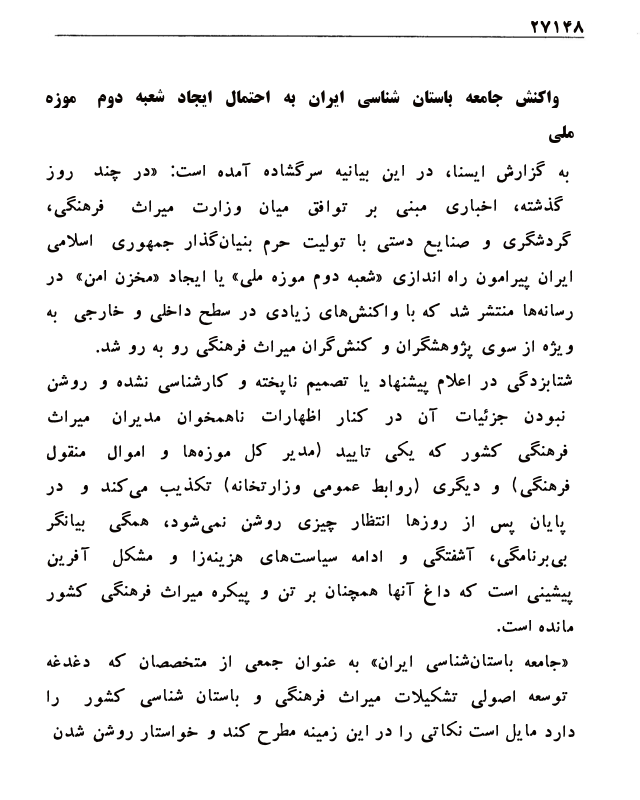 ۲۷۱۴۸
واکنش جامعه باستان شناسی ایران به احتمال ایجاد شعبه دوم موزه
ملی
به گزارش ایسنا، در این بیانیه سرگشاده آمده است: «در چند روز
گذشته، اخباری مبنی بر توافق میان وزارت میراث فرهنگی،
گردشگری و صنایع دستی با تولیت حرم بنیان‌گذار جمهوری اسلامی
ایران پیرامون راه اندازی «شعبه دوم موزه ملی» یا ایجاد «مخزن امن» در
رسانه‌ها منتشر شد که با واکنش‌های زیادی در سطح داخلی و خارجی به
ویژه از سوی پژوهشگران و کنش‌گران میراث فرهنگی رو به رو شد.
شتابزدگی در اعلام پیشنهاد یا تصمیم ناپخته و کارشناسی نشده و روشن
نبودن جزئیات آن در کنار اظهارات ناهمخوان مدیران میراث
فرهنگی کشور که یکی تایید (مدیر کل موزه‌ها و اموال منقول
فرهنگی) و دیگری (روابط عمومی وزارتخانه) تکذیب می‌کند و در
پایان پس از روزها انتظار چیزی روشن نمی‌شود، همگی بیانگر
بی‌برنامگی، آشفتگی و ادامه سیاست‌های هزینه‌زا و مشکل آفرین
پیشینی است که داغ آنها همچنان بر تن و پیکره میراث فرهنگی کشور
مانده است.
«جامعه باستان‌شناسی ایران» به عنوان جمعی از متخصصان که دغدغه
توسعه اصولی تشکیلات میراث فرهنگی و باستان شناسی کشور را
دارد مایل است نکاتی را در این زمینه مطرح کند و خواستار روشن شدن